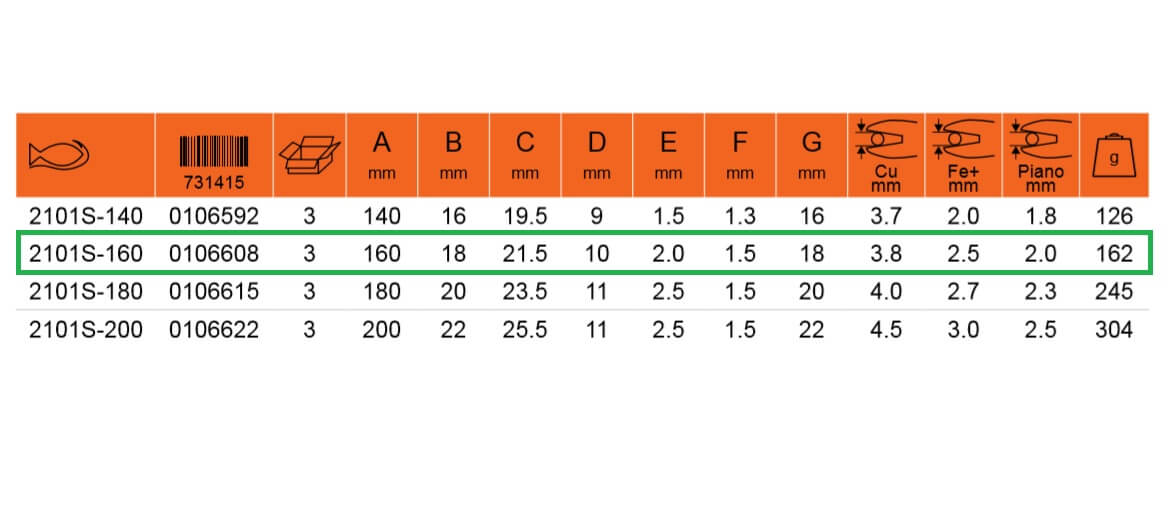 731415 A mm B mm C mm D mm E mm F mm G mm Cu mm Fe+ mm Piano mm g
2101S-140 0106592 3 140 16 19.5 9 1.5 1.3 16 3.7 2.0 1.8 126
2101S-160 0106608 3 160 18 21.5 10 2.0 1.5 18 3.8 2.5 2.0 162
2101S-180 0106615 3 180 20 23.5 11 2.5 1.5 20 4.0 2.7 2.3 245
2101S-200 0106622 3 200 22 25.5 11 2.5 1.5 22 4.5 3.0 2.5 304